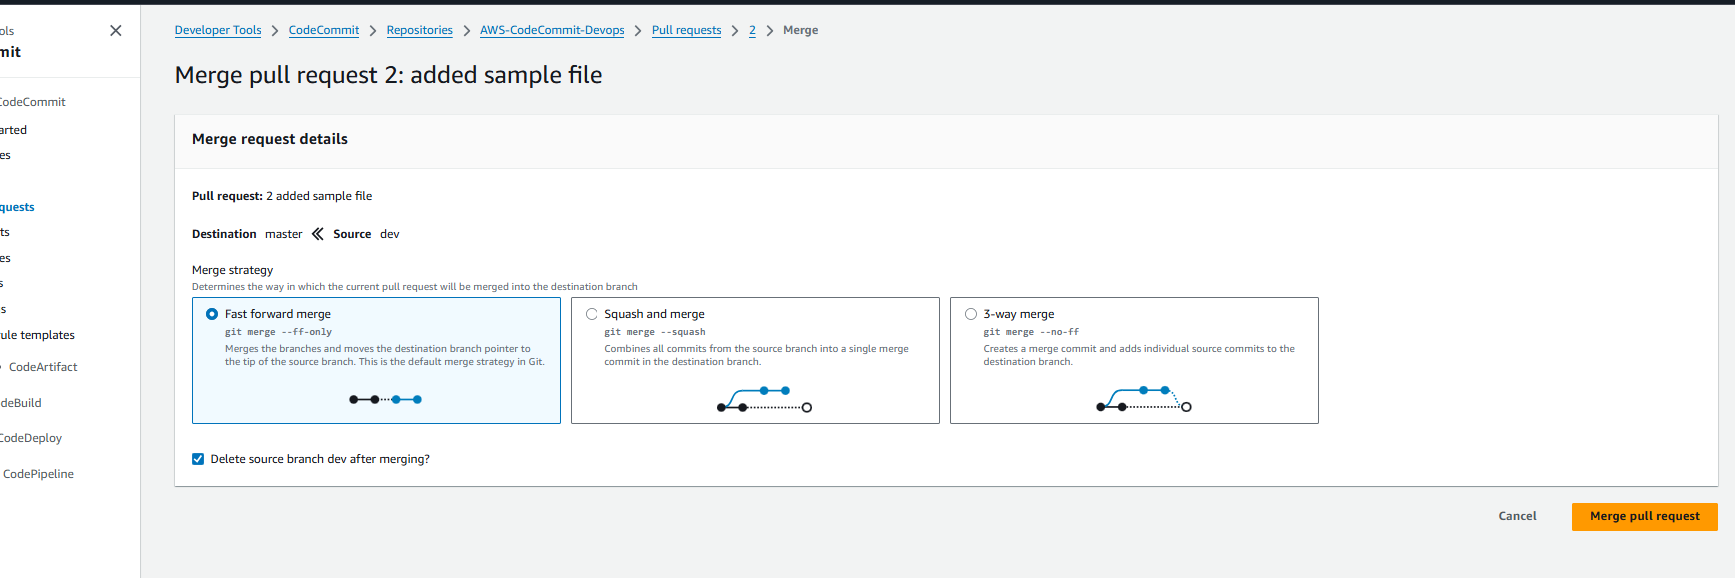 Developer Tools > CodeCommit > Repositories > AWS-CodeCommit-Devops > Pull requests > 2 > Merge
ols
mit
CodeCommit
arted
es
quests
ts
es
s
s
ule templates
CodeArtifact
deBuild
CodeDeploy
CodePipeline
Merge pull request 2: added sample file
Merge request details
Pull request: 2 added sample file
Destination master « Source dev
Merge strategy
Determines the way in which the current pull request will be merged into the destination branch
Fast forward merge
git merge --ff-only
Merges the branches and moves the destination branch pointer to
the tip of the source branch. This is the default merge strategy in Git.
Squash and merge
git merge --squash
Combines all commits from the source branch into a single merge
commit in the destination branch.
3-way merge
git merge --no-ff
Creates a merge commit and adds individual source commits to the
destination branch.
Delete source branch dev after merging?
Cancel
Merge pull request